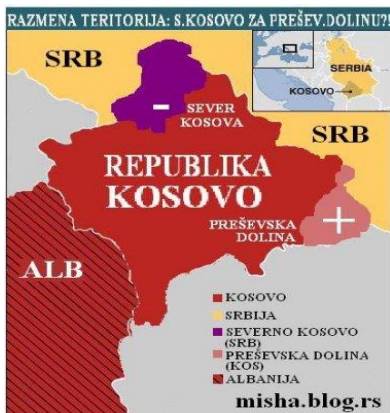 RAZMENA TERITORIJA: S.KOSOVO ZA PREŠEV.DOLINU?!
SRB
SERBIA
KOSOVO
SEVER
KOSOVA
SRB
REPUBLIKA
KOSOVO
PREŠEVSKA
DOLINA
ALB
KOSOVO
SRBIJA
SEVERNO KOSOVO
(SRB)
PREŠEVSKA DOLINA
(KOS)
ALBANIJA
misha.blog.rs